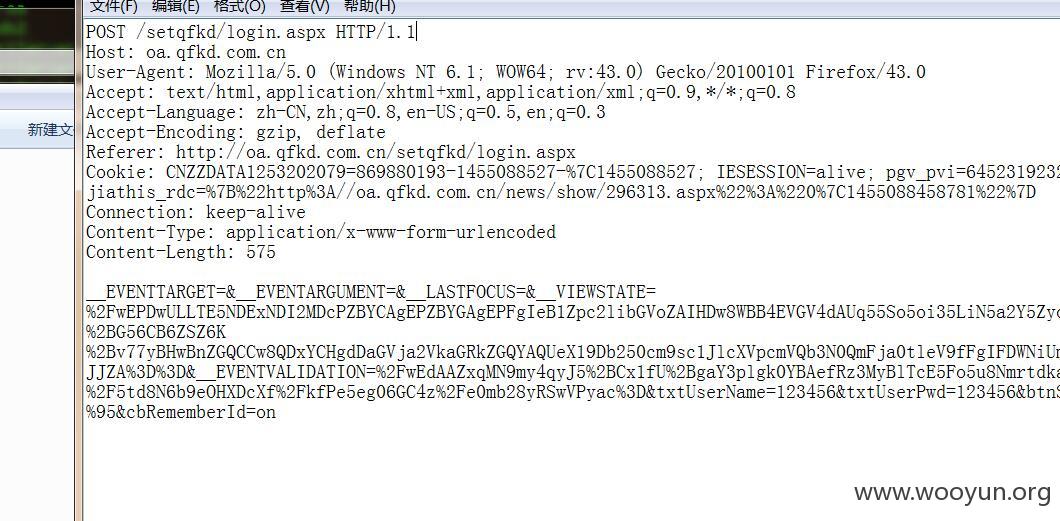 文件(F) 编辑(E) 格式(O) 查看(V) 帮助(H)
POST /setqfkd/login.aspx HTTP/1.1
Host: oa.qfkd.com.cn
User-Agent: Mozilla/5.0 (Windows NT 6.1; WOW64; rv:43.0) Gecko/20100101 Firefox/43.0
Accept: text/html,application/xhtml+xml,application/xml;q=0.9,*/*;q=0.8
Accept-Language: zh-CN,zh;q=0.8,en-US;q=0.5,en;q=0.3
Accept-Encoding: gzip, deflate
新建文
Referer: http://oa.qfkd.com.cn/setqfkd/login.aspx
Cookie: CNZZDATA1253202079=869880193-1455088527-%7C1455088527; IESESSION=alive; pgv_pvi=645231923
jiathis_rdc=%7B%22http%3A//oa.qfkd.com.cn/news/show/296313.aspx%22%3A%220%7C1455088458781%22%7D
Connection: keep-alive
Content-Type: application/x-www-form-urlencoded
Content-Length: 575
__EVENTTARGET=&__EVENTARGUMENT=&__LASTFOCUS=&__VIEWSTATE=
%2FwEPDwULLTE5NDExNDI2MDcPZBYCAgEPZBYGAgEPFgIeB1Zpc2libGVoZAIHDw8WBB4EVGV4dAUq55So5oi35LiN5a2Y5Zyo
%2BG56CB6ZSZ6K
%2Bv77yBHwBnZGQCCw8QDxYCHgdDaGVja2VkaGRkZGQYAQUeX19Db250cm9sc1JlcXVpcmVQb3N0QmFja0tleV9fFgIFDWNiUm
JJZA%3D%3D&__EVENTVALIDATION=%2FwEdAAZxqMN9my4qyJ5%2BCx1fU%2BgaY3plgk0YBAefRz3MyBlTcE5Fo5u8Nmrtdka
%2F5td8N6b9eOHXDcXf%2FkfPe5eg06GC4z%2FeOmb28yRSwVPyac%3D&txtUserName=123456&txtUserPwd=123456&btnS
%95&cbRememberId=on
www.wooyun.org